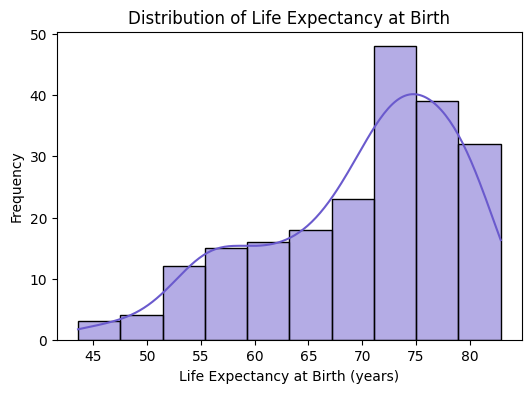 Distribution of Life Expectancy at Birth
Frequency
50
40
30
20
10
0
45 50 55 60 65 70 75 80
Life Expectancy at Birth (years)